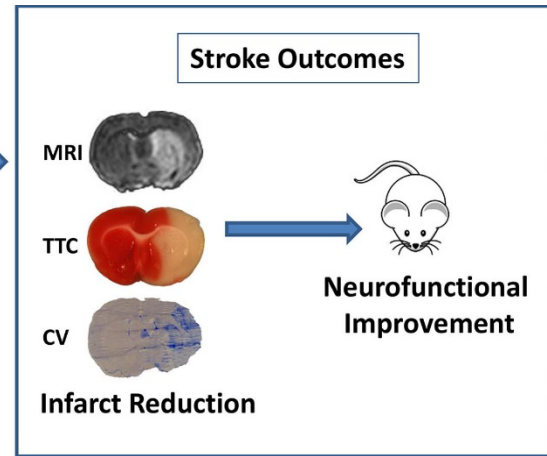 Stroke Outcomes
MRI
TTC
CV
Infarct Reduction
Neurofunctional
Improvement